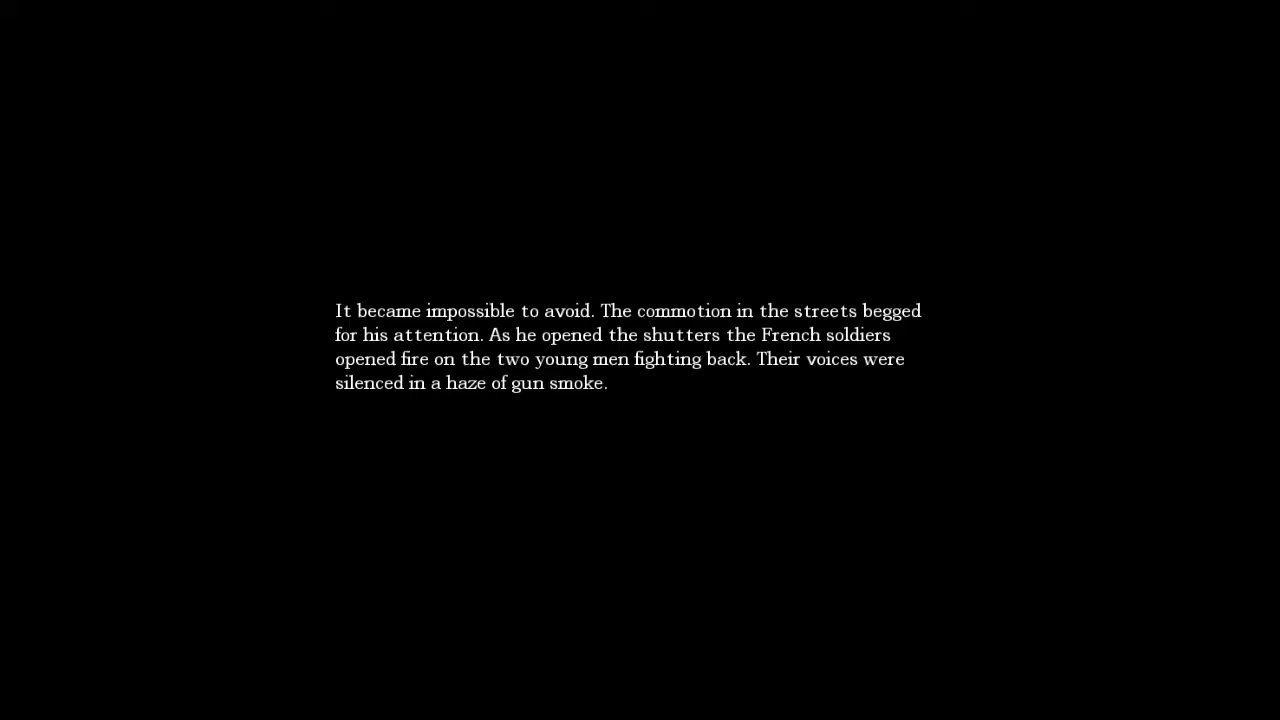 It became impossible to avoid. The commotion in the streets begged
for his attention. As he opened the shutters the French soldiers
opened fire on the two young men fighting back. Their voices were
silenced in a haze of gun smoke.